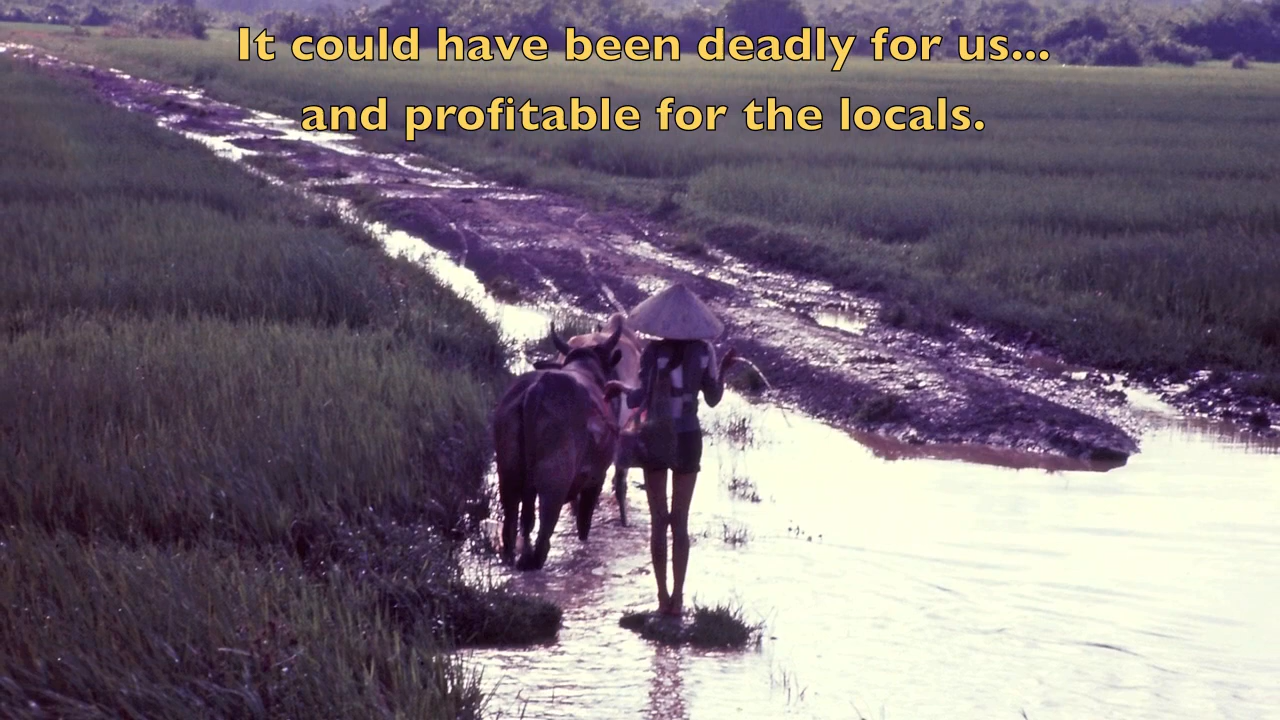 It could have been deadly for us...
and profitable for the locals.